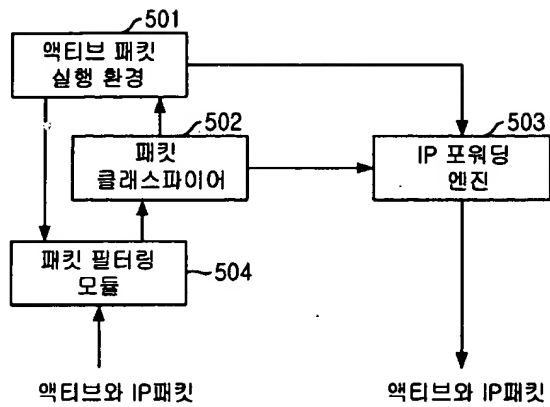 501
액티브 패킷
실행 환경
502
패킷
클래스파이어
503
IP 포워딩
엔진
패킷 필터링
모듈
504
액티브와 IP패킷
액티브와 IP패킷